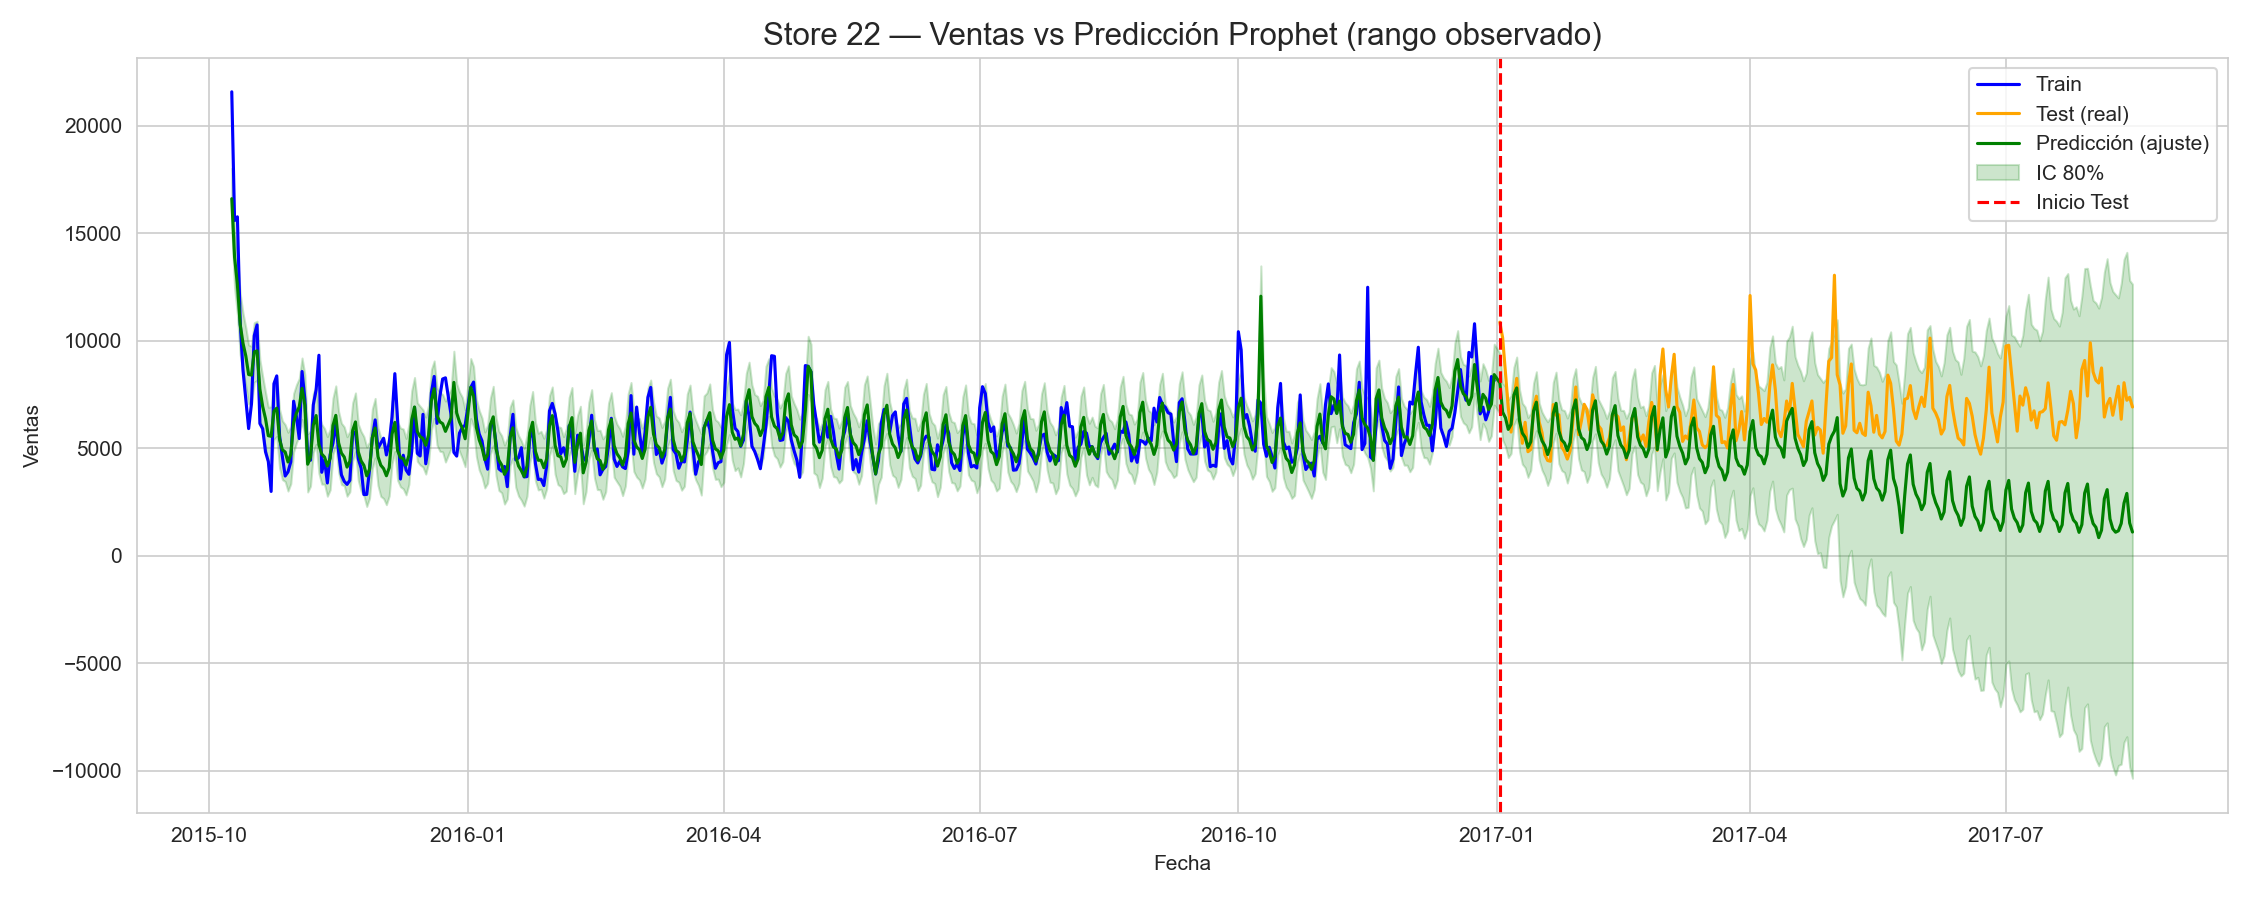 Store 22 — Ventas vs Predicción Prophet (rango observado)
Train
Test (real)
Predicción (ajuste)
IC 80%
Inicio Test
Ventas
20000
15000
10000
5000
0
−5000
−10000
2015-10
2016-01
2016-04
2016-07
2016-10
2017-01
2017-04
2017-07
Fecha